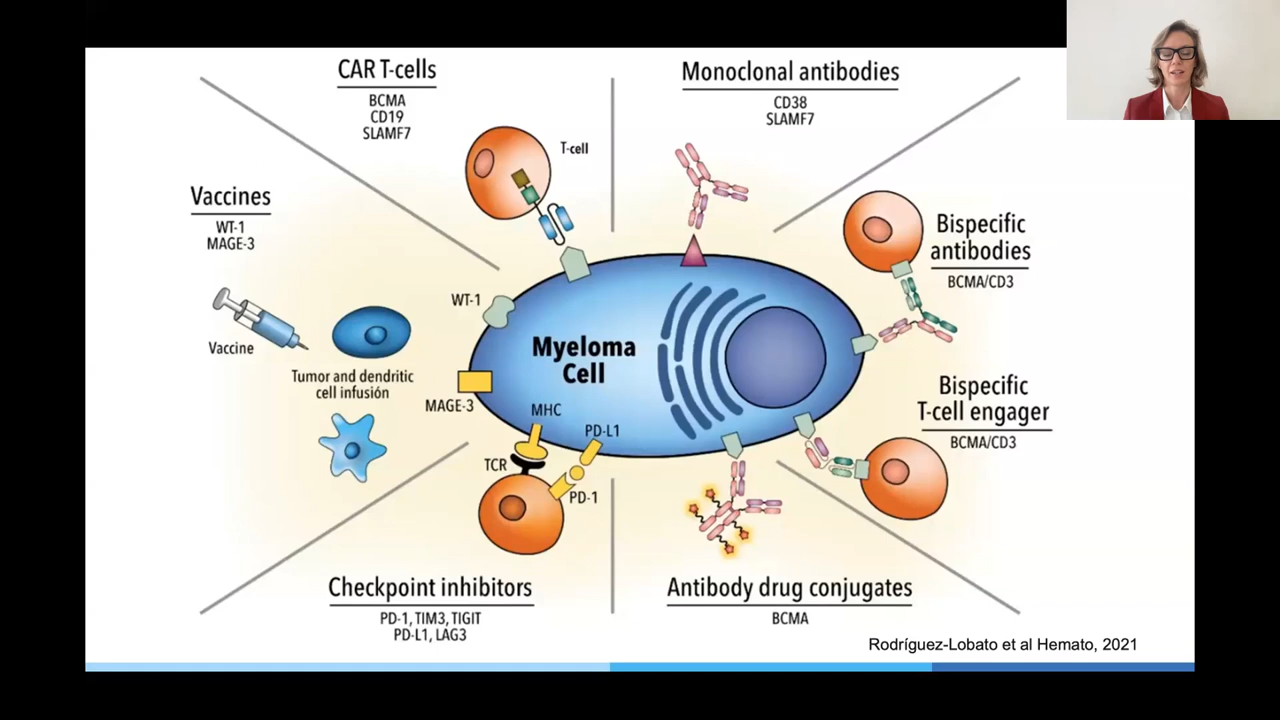 CAR T-cells
BCMA
CD19
SLAMF7
T-cell
Monoclonal antibodies
CD38
SLAMF7
Vaccines
WT-1
MAGE-3
Vaccine
Tumor and dendritic
cell infusión
WT-1
MAGE-3
Myeloma
Cell
MHC
PD-L1
TCR
PD-1
Bispecific
antibodies
BCMA/CD3
Bispecific
T-cell engager
BCMA/CD3
Checkpoint inhibitors
PD-1, TIM3, TIGIT
PD-L1, LAG3
Antibody drug conjugates
BCMA
Rodríguez-Lobato et al Hemato, 2021